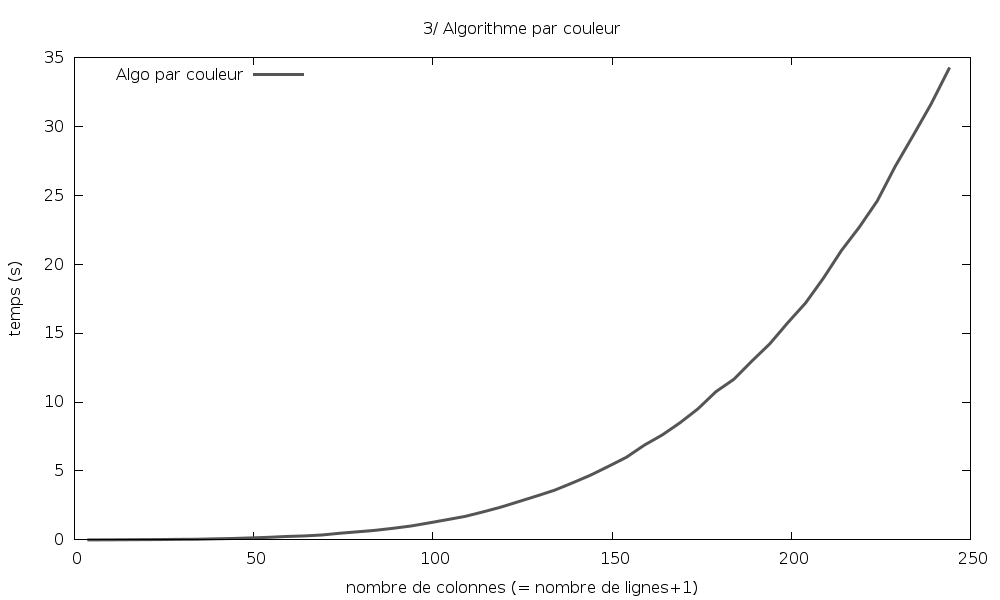 3/ Algorithme par couleur
Algo par couleur
35
30
25
20
15
10
5
0
temps (s)
0 50 100 150 200 250
nombre de colonnes (= nombre de lignes+1)